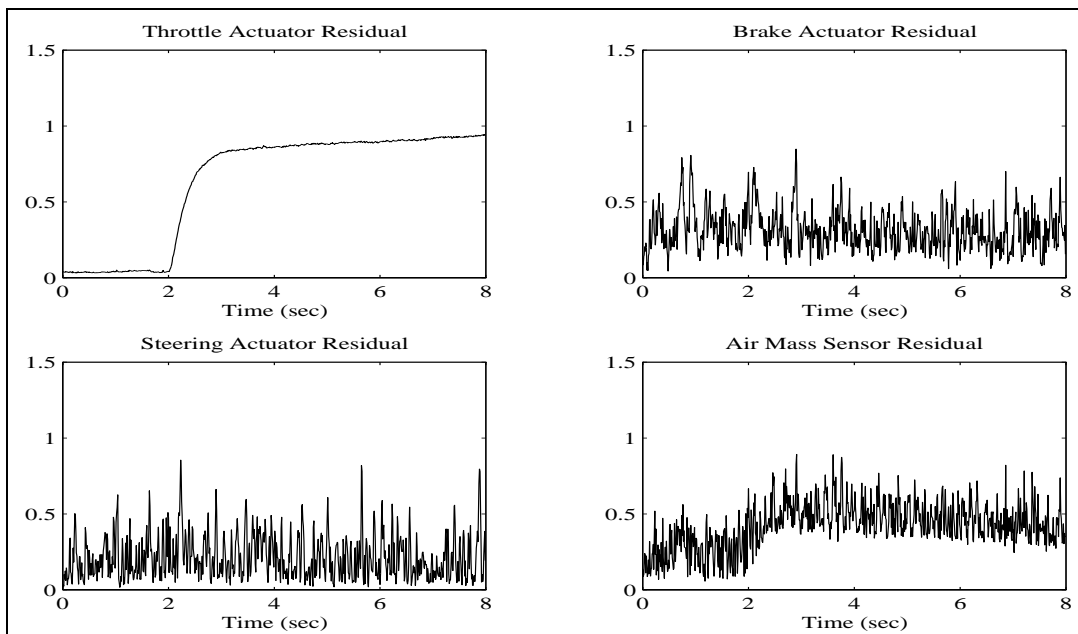 Throttle Actuator Residual
1.5
1
0.5
0
0 2 4 6 8
Time (sec)
Brake Actuator Residual
1.5
1
0.5
0
0 2 4 6 8
Time (sec)
Steering Actuator Residual
1.5
1
0.5
0
0 2 4 6 8
Time (sec)
Air Mass Sensor Residual
1.5
1
0.5
0
0 2 4 6 8
Time (sec)